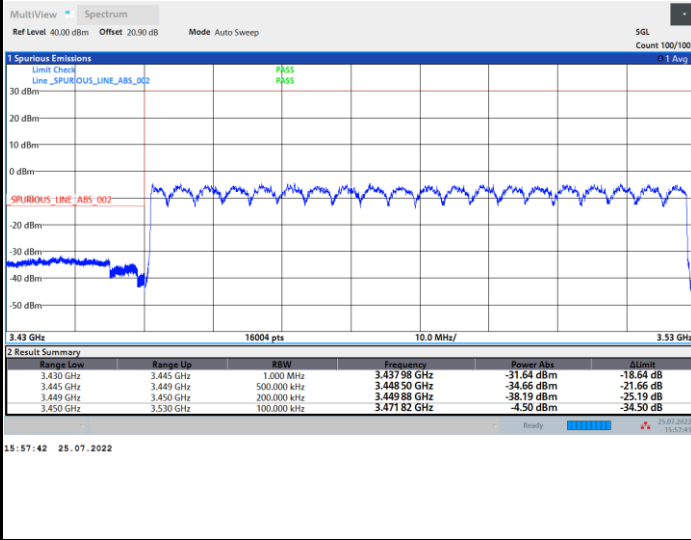 MultiView Spectrum
Ref Level 40.00 dBm Offset 20.90 dB Mode Auto Sweep SGL
Count 100/100
1 Spurious Emissions 1 Avg
Limit Check PASS
Line _SPURIOUS_LINE_ABS_002 PASS
30 dBm
20 dBm
10 dBm
0 dBm
_SPURIOUS_LINE_ABS_002
-20 dBm
-30 dBm
-40 dBm
-50 dBm
3.43 GHz 16004 pts 10.0 MHz/ 3.53 GHz
2 Result Summary
Range Low Range Up RBW Frequency Power Abs ΔLimit
3.430 GHz 3.445 GHz 1.000 MHz 3.437 98 GHz -31.64 dBm -18.64 dB
3.445 GHz 3.449 GHz 500.000 kHz 3.448 50 GHz -34.66 dBm -21.66 dB
3.449 GHz 3.450 GHz 200.000 kHz 3.449 88 GHz -38.19 dBm -25.19 dB
3.450 GHz 3.530 GHz 100.000 kHz 3.471 82 GHz -4.50 dBm -34.50 dB
Ready 25.07.2022
15:57:41
15:57:42 25.07.2022